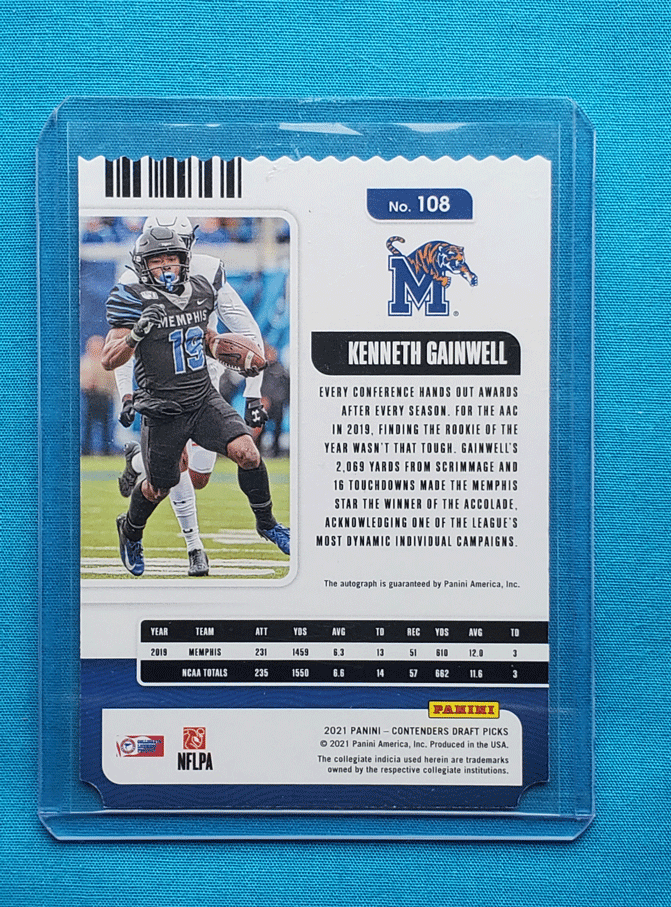 No. 108
M
®
MEMPHIS
19
KENNETH GAINWELL
EVERY CONFERENCE HANDS OUT AWARDS
AFTER EVERY SEASON. FOR THE AAC
IN 2019, FINDING THE ROOKIE OF THE
YEAR WASN'T THAT TOUGH. GAINWELL'S
2,069 YARDS FROM SCRIMMAGE AND
16 TOUCHDOWNS MADE THE MEMPHIS
STAR THE WINNER OF THE ACCOLADE,
ACKNOWLEDGING ONE OF THE LEAGUE'S
MOST DYNAMIC INDIVIDUAL CAMPAIGNS.
The autograph is guaranteed by Panini America, Inc.
YEAR TEAM ATT YDS AVG TD REC YDS AVG TD
2019 MEMPHIS 231 1459 6.3 13 51 610 12.0 3
NCAA TOTALS 235 1550 6.6 14 57 662 11.6 3
PANINI
NFLPA
2021 PANINI – CONTENDERS DRAFT PICKS
© 2021 Panini America, Inc. Produced in the USA.
The collegiate indicia used herein are trademarks
owned by the respective collegiate institutions.